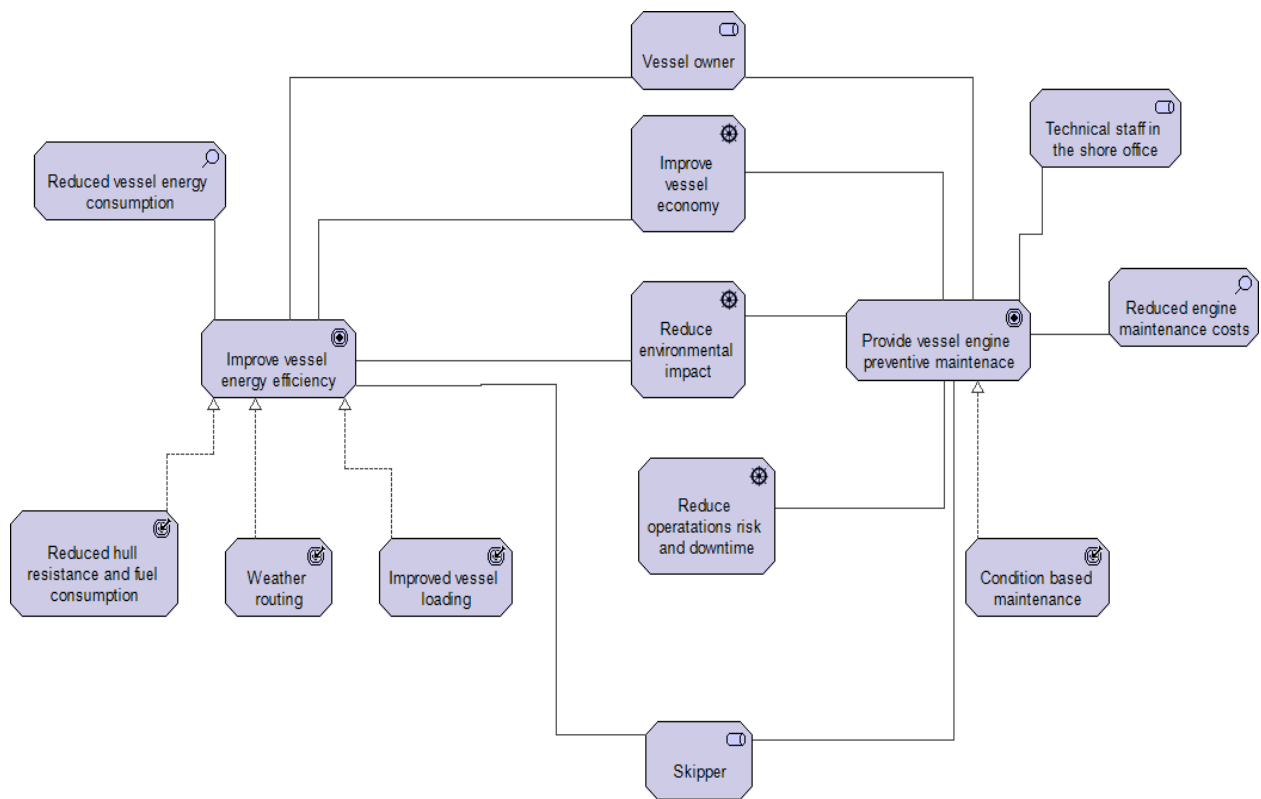 Vessel owner
Technical staff in
the shore office
Improve
vessel
economy
Reduced vessel energy
consumption
Reduced engine
maintenance costs
Reduce
environmental
impact
Improve vessel
energy efficiency
Provide vessel engine
preventive maintenace
Reduce
operatations risk
and downtime
Reduced hull
resistance and fuel
consumption
Weather
routing
Improved vessel
loading
Condition based
maintenance
Skipper